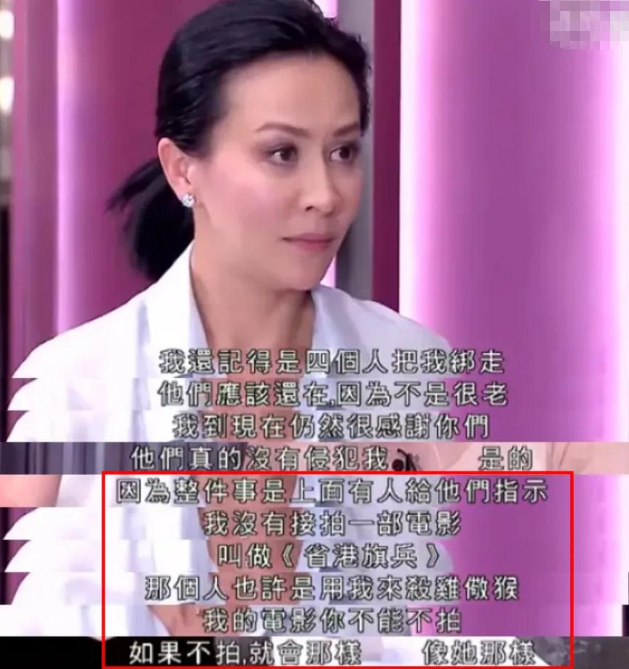 我還記得是四個人把我綁走
他們應該還在,因為不是很老
我到現在仍然很感謝你們
他們真的沒有侵犯我 是的
因為整件事是上面有人給他們指示
我沒有接拍一部電影
叫做《省港旗兵》
那個人也許是用我來殺雞儆猴
我的電影你不能不拍
如果不拍,就會那樣 像她那樣